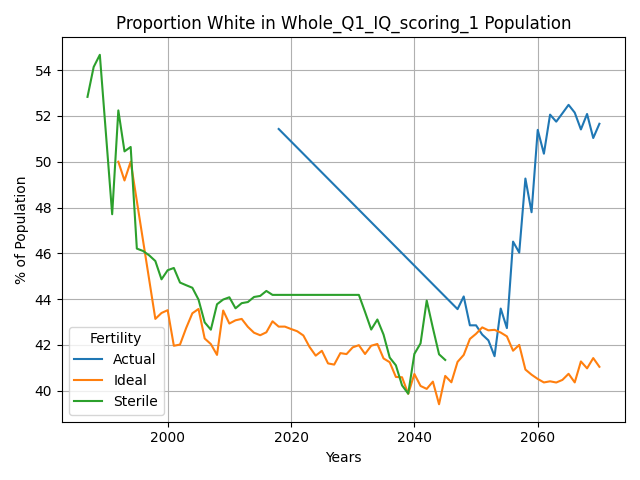 Proportion White in Whole_Q1_IQ_scoring_1 Population
% of Population
54
52
50
48
46
44
42
40
Fertility
Actual
Ideal
Sterile
2000
2020
2040
2060
Years